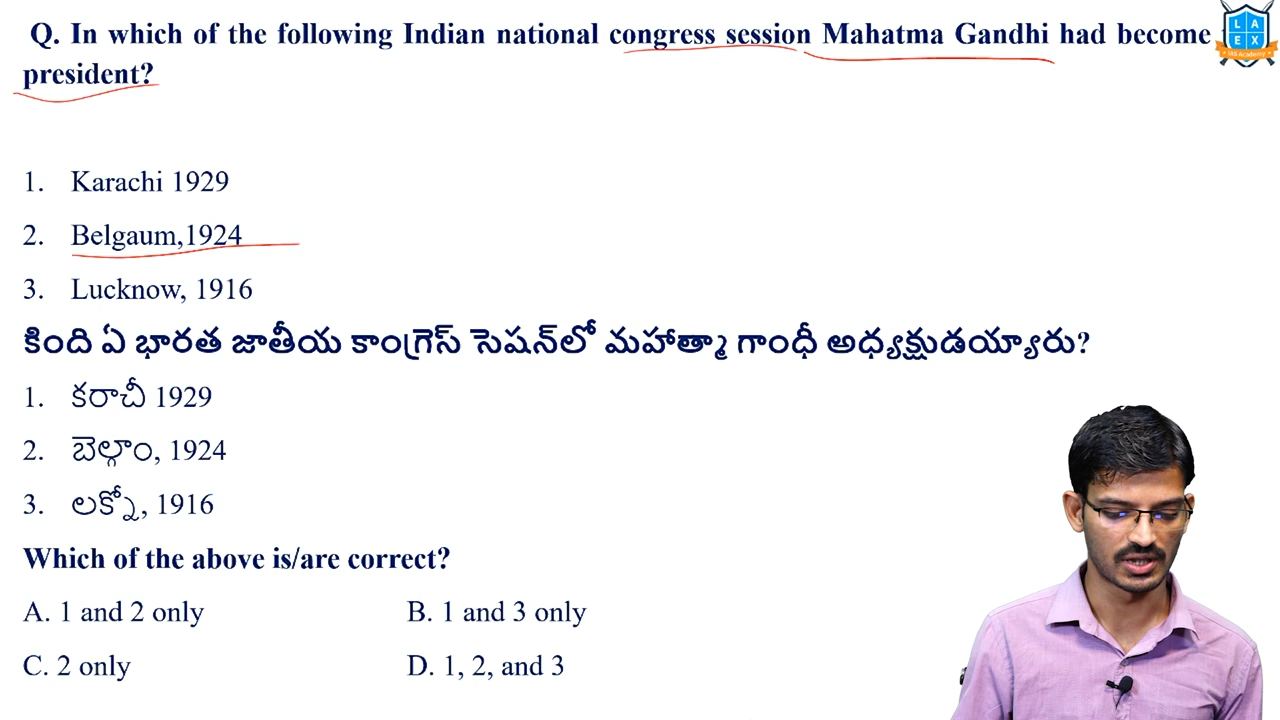 Q. In which of the following Indian national congress session Mahatma Gandhi had become
president?
L A
E X
IAS Academy
1. Karachi 1929
2. Belgaum,1924
3. Lucknow, 1916
కింది ఏ భారత జాతీయ కాంగ్రెస్ సెషన్‌లో మహాత్మా గాంధీ అధ్యక్షుడయ్యారు?
1. కరాచీ 1929
2. బెల్గాం, 1924
3. లక్నో, 1916
Which of the above is/are correct?
A. 1 and 2 only B. 1 and 3 only
C. 2 only D. 1, 2, and 3